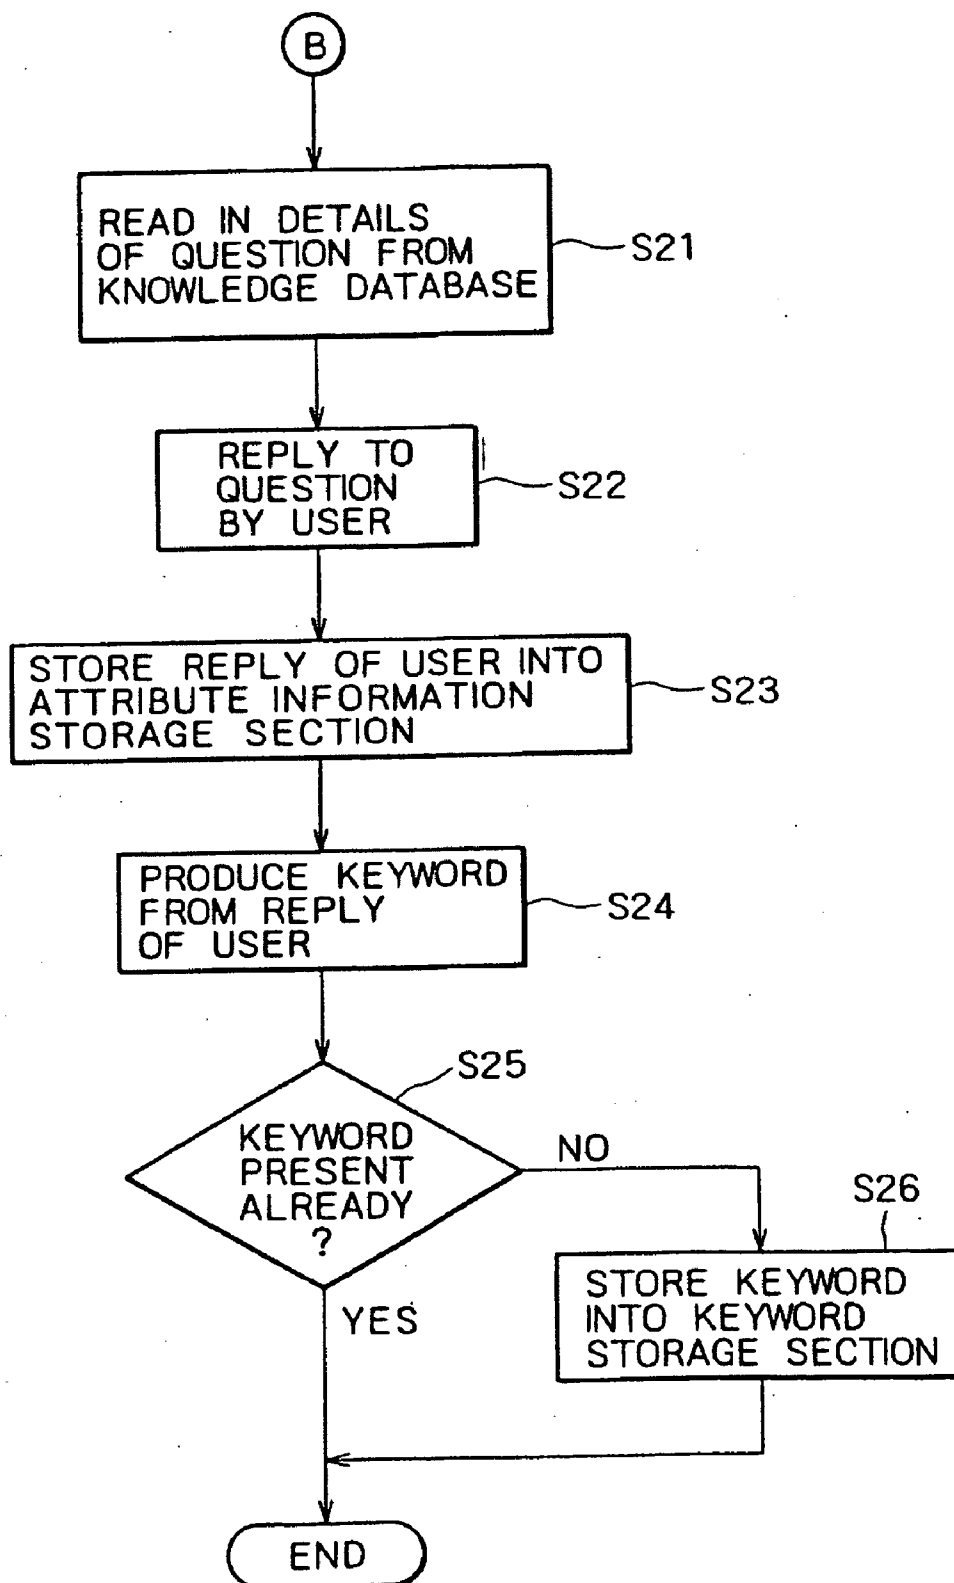 B
READ IN DETAILS
OF QUESTION FROM
KNOWLEDGE DATABASE
S21
REPLY TO
QUESTION
BY USER
S22
STORE REPLY OF USER INTO
ATTRIBUTE INFORMATION
STORAGE SECTION
S23
PRODUCE KEYWORD
FROM REPLY
OF USER
S24
S25
KEYWORD
PRESENT
ALREADY
?
NO
S26
STORE KEYWORD
INTO KEYWORD
STORAGE SECTION
YES
END